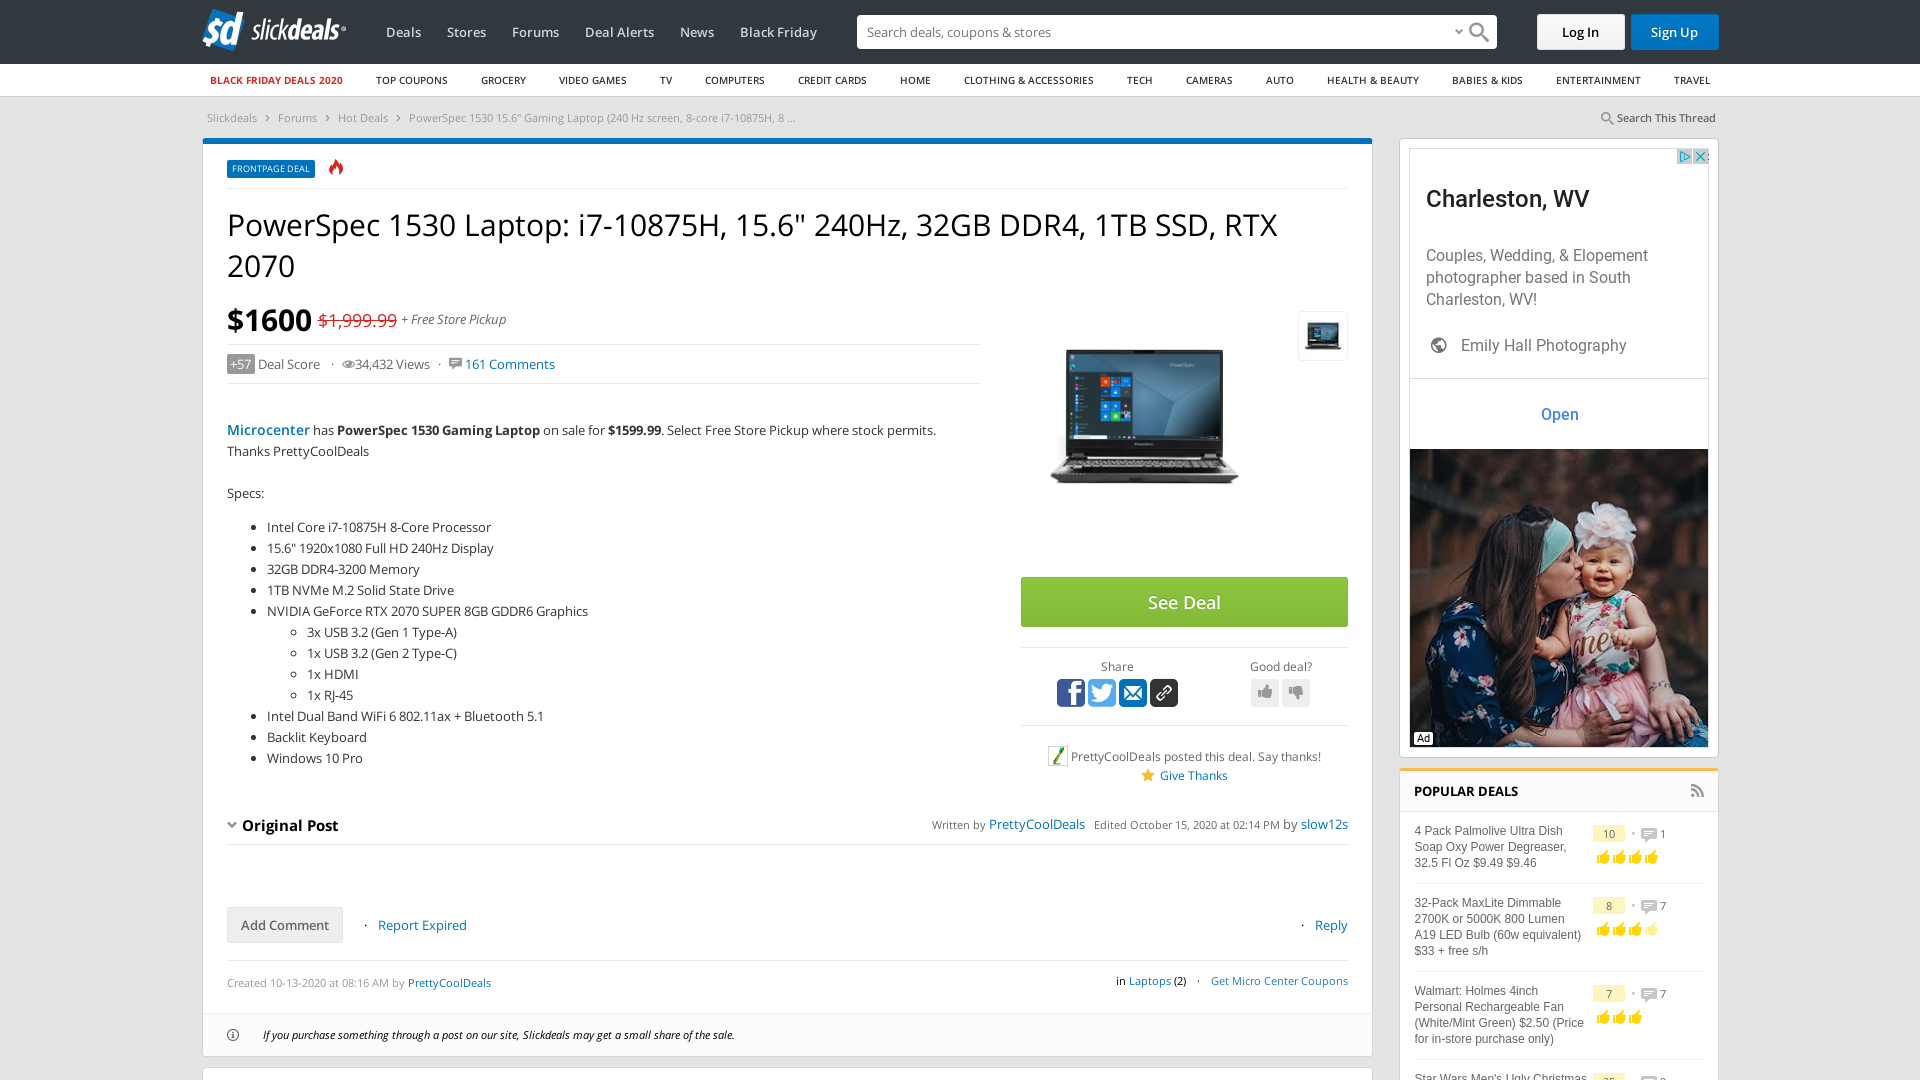 slickdeals
Deals
Stores
Forums
Deal Alerts
News
Black Friday
Search deals, coupons & stores
Log In
Sign Up
BLACK FRIDAY DEALS 2020
TOP COUPONS
GROCERY
VIDEO GAMES
TV
COMPUTERS
CREDIT CARDS
HOME
CLOTHING & ACCESSORIES
TECH
CAMERAS
AUTO
HEALTH & BEAUTY
BABIES & KIDS
ENTERTAINMENT
TRAVEL
Slickdeals › Forums › Hot Deals › PowerSpec 1530 15.6" Gaming Laptop (240 Hz screen, 8-core i7-10875H, 8 ...
Search This Thread
FRONTPAGE DEAL
PowerSpec 1530 Laptop: i7-10875H, 15.6" 240Hz, 32GB DDR4, 1TB SSD, RTX
2070
$1600 $1,999.99 + Free Store Pickup
+57 Deal Score · 34,432 Views · 161 Comments
Microcenter has PowerSpec 1530 Gaming Laptop on sale for $1599.99. Select Free Store Pickup where stock permits.
Thanks PrettyCoolDeals
Specs:
Intel Core i7-10875H 8-Core Processor
15.6" 1920x1080 Full HD 240Hz Display
32GB DDR4-3200 Memory
1TB NVMe M.2 Solid State Drive
NVIDIA GeForce RTX 2070 SUPER 8GB GDDR6 Graphics
3x USB 3.2 (Gen 1 Type-A)
1x USB 3.2 (Gen 2 Type-C)
1x HDMI
1x RJ-45
Intel Dual Band WiFi 6 802.11ax + Bluetooth 5.1
Backlit Keyboard
Windows 10 Pro
See Deal
Share
Good deal?
PrettyCoolDeals posted this deal. Say thanks!
Give Thanks
Original Post
Written by PrettyCoolDeals Edited October 15, 2020 at 02:14 PM by slow12s
Add Comment
· Report Expired
· Reply
Created 10-13-2020 at 08:16 AM by PrettyCoolDeals
in Laptops (2) · Get Micro Center Coupons
If you purchase something through a post on our site, Slickdeals may get a small share of the sale.
Charleston, WV
Couples, Wedding, & Elopement
photographer based in South
Charleston, WV!
Emily Hall Photography
Open
Ad
POPULAR DEALS
4 Pack Palmolive Ultra Dish
Soap Oxy Power Degreaser,
32.5 Fl Oz $9.49 $9.46
10 • 1
32-Pack MaxLite Dimmable
2700K or 5000K 800 Lumen
A19 LED Bulb (60w equivalent)
$33 + free s/h
8 • 7
Walmart: Holmes 4inch
Personal Rechargeable Fan
(White/Mint Green) $2.50 (Price
for in-store purchase only)
7 • 7
Star Wars Men's Ugly Christmas